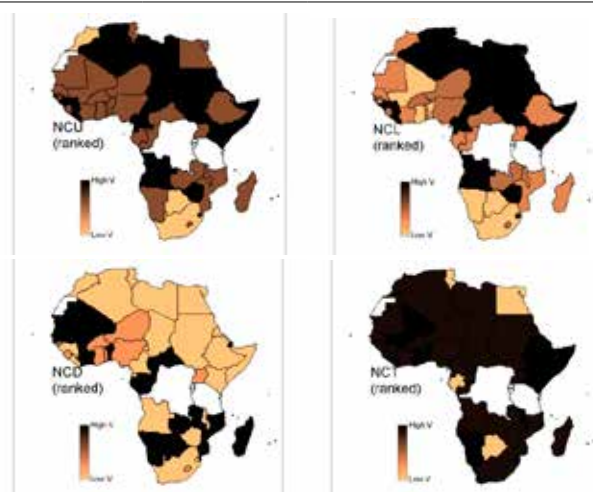 NCU
(ranked)
High V
Low V
NCL
(ranked)
High V
Low V
NCD
(ranked)
High V
Low V
NCT
(ranked)
High V
Low V